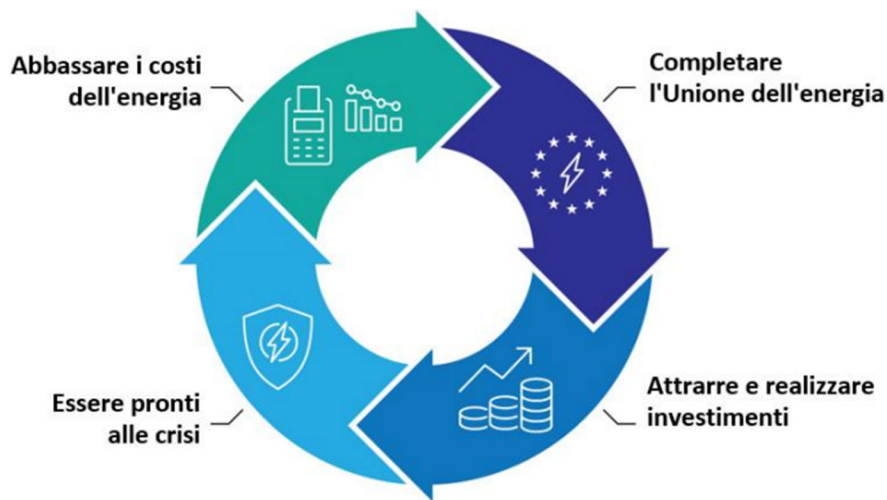 Abbassare i costi
dell'energia
Completare
l'Unione dell'energia
Attrarre e realizzare
investimenti
Essere pronti
alle crisi